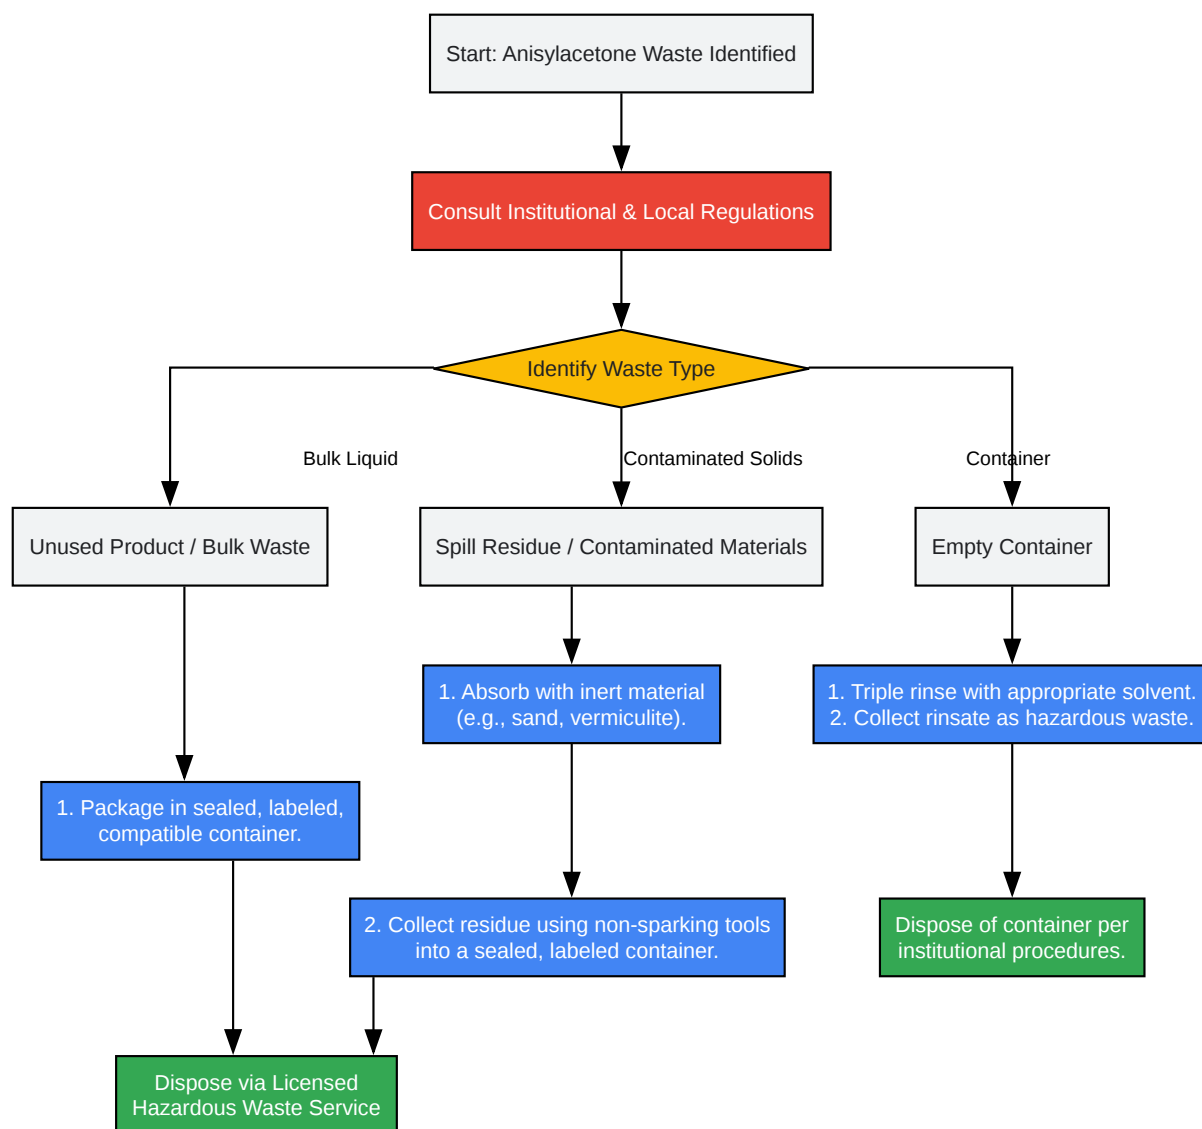 Start: Anisylacetone Waste Identified
Consult Institutional & Local Regulations
Identify Waste Type
Bulk Liquid
Contaminated Solids
Container
Unused Product / Bulk Waste
Spill Residue / Contaminated Materials
Empty Container
1. Absorb with inert material
(e.g., sand, vermiculite).
1. Triple rinse with appropriate solvent.
2. Collect rinsate as hazardous waste.
1. Package in sealed, labeled,
compatible container.
2. Collect residue using non-sparking tools
into a sealed, labeled container.
Dispose of container per
institutional procedures.
Dispose via Licensed
Hazardous Waste Service